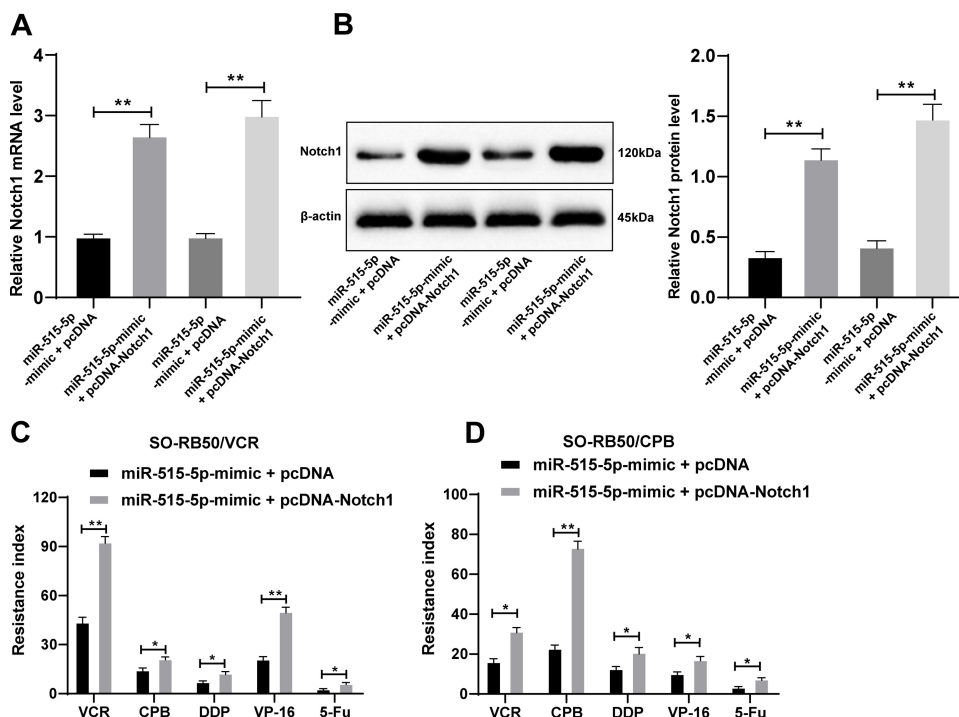 A
Relative Notch1 mRNA level
4
3
2
1
0
**
**
miR-515-5p
-mimic + pcDNA
miR-515-5p-mimic
+ pcDNA-Notch1
miR-515-5p
-mimic + pcDNA
miR-515-5p-mimic
+ pcDNA-Notch1
B
Notch1
120kDa
β-actin
45kDa
miR-515-5p
-mimic + pcDNA
miR-515-5p-mimic
+ pcDNA-Notch1
miR-515-5p
-mimic + pcDNA
miR-515-5p-mimic
+ pcDNA-Notch1
Relative Notch1 protein level
2.0
1.5
1.0
0.5
0.0
**
**
miR-515-5p
-mimic + pcDNA
miR-515-5p-mimic
+ pcDNA-Notch1
miR-515-5p
-mimic + pcDNA
miR-515-5p-mimic
+ pcDNA-Notch1
C
SO-RB50/VCR
miR-515-5p-mimic + pcDNA
miR-515-5p-mimic + pcDNA-Notch1
Resistance index
120
90
60
30
0
**
*
*
**
*
VCR CPB DDP VP-16 5-Fu
D
SO-RB50/CPB
miR-515-5p-mimic + pcDNA
miR-515-5p-mimic + pcDNA-Notch1
Resistance index
100
80
60
40
20
0
*
**
*
*
*
VCR CPB DDP VP-16 5-Fu